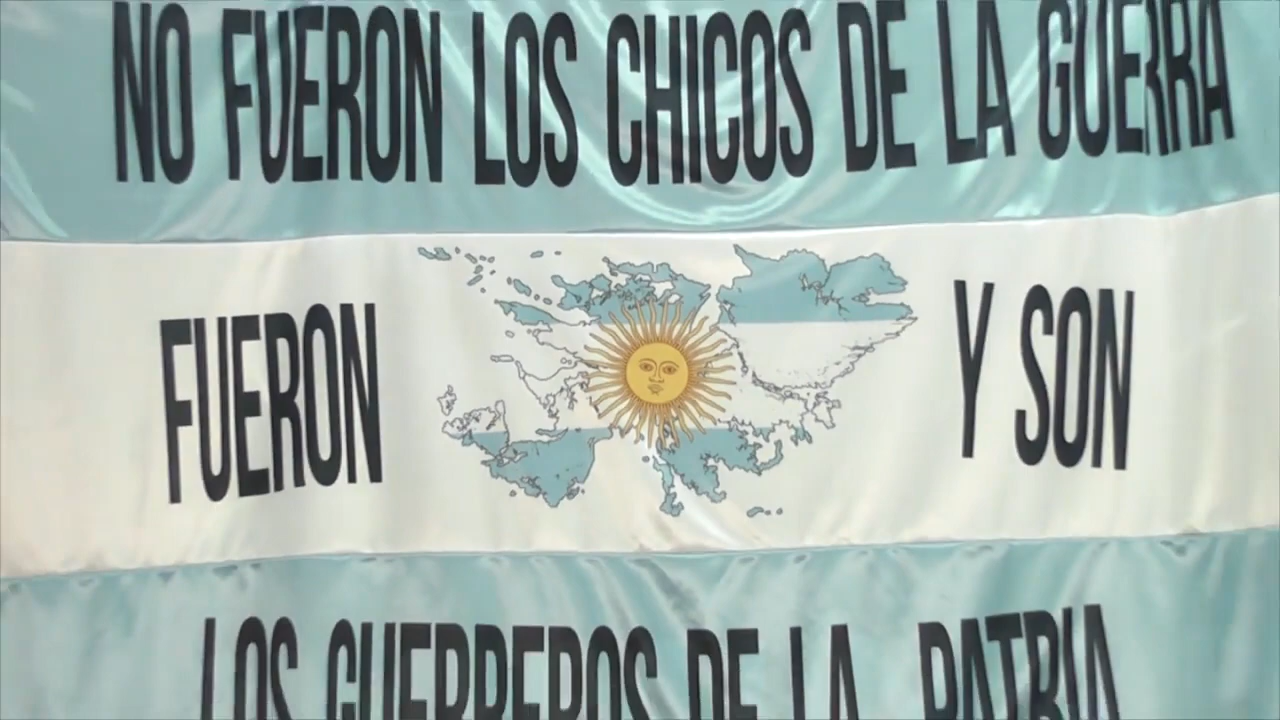 NO FUERON LOS CHICOS DE LA GUERRA
FUERON Y SON
LOS GUERREROS DE LA PATRIA